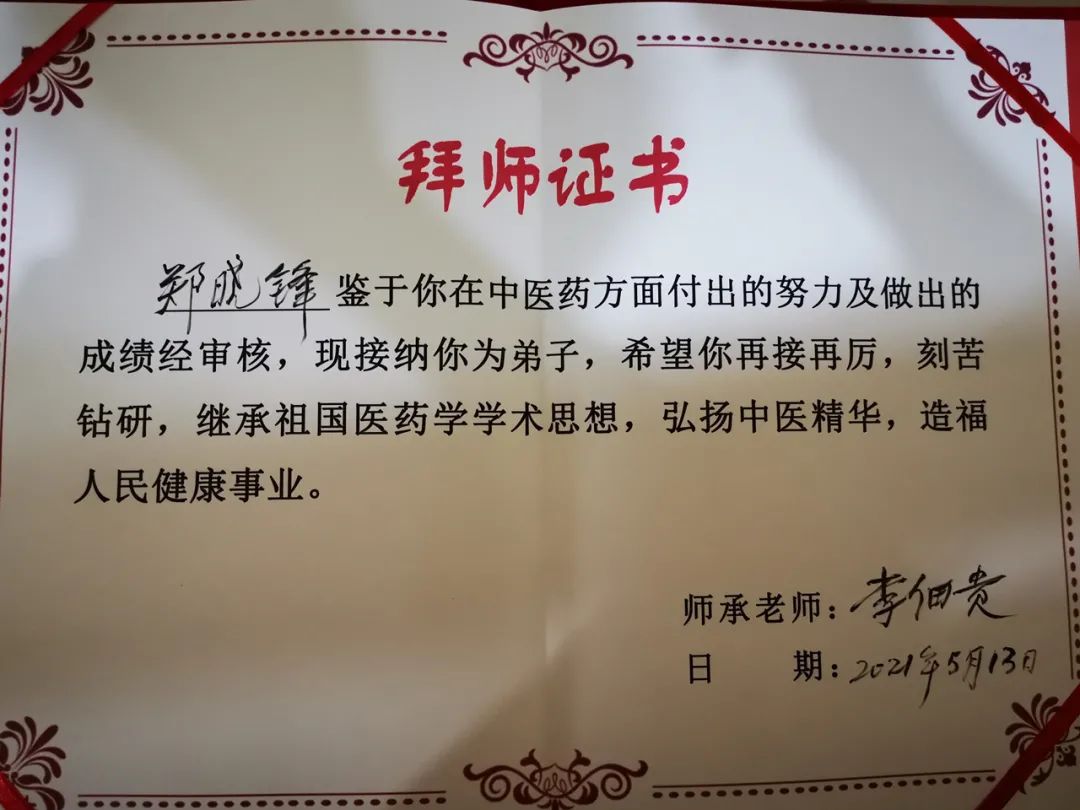 拜师证书
郑晓锋鉴于你在中医药方面付出的努力及做出的
成绩经审核，现接纳你为弟子，希望你再接再厉，刻苦
钻研，继承祖国医药学学术思想，弘扬中医精华，造福
人民健康事业。
师承老师：李佃贵
日期：2021年5月13日